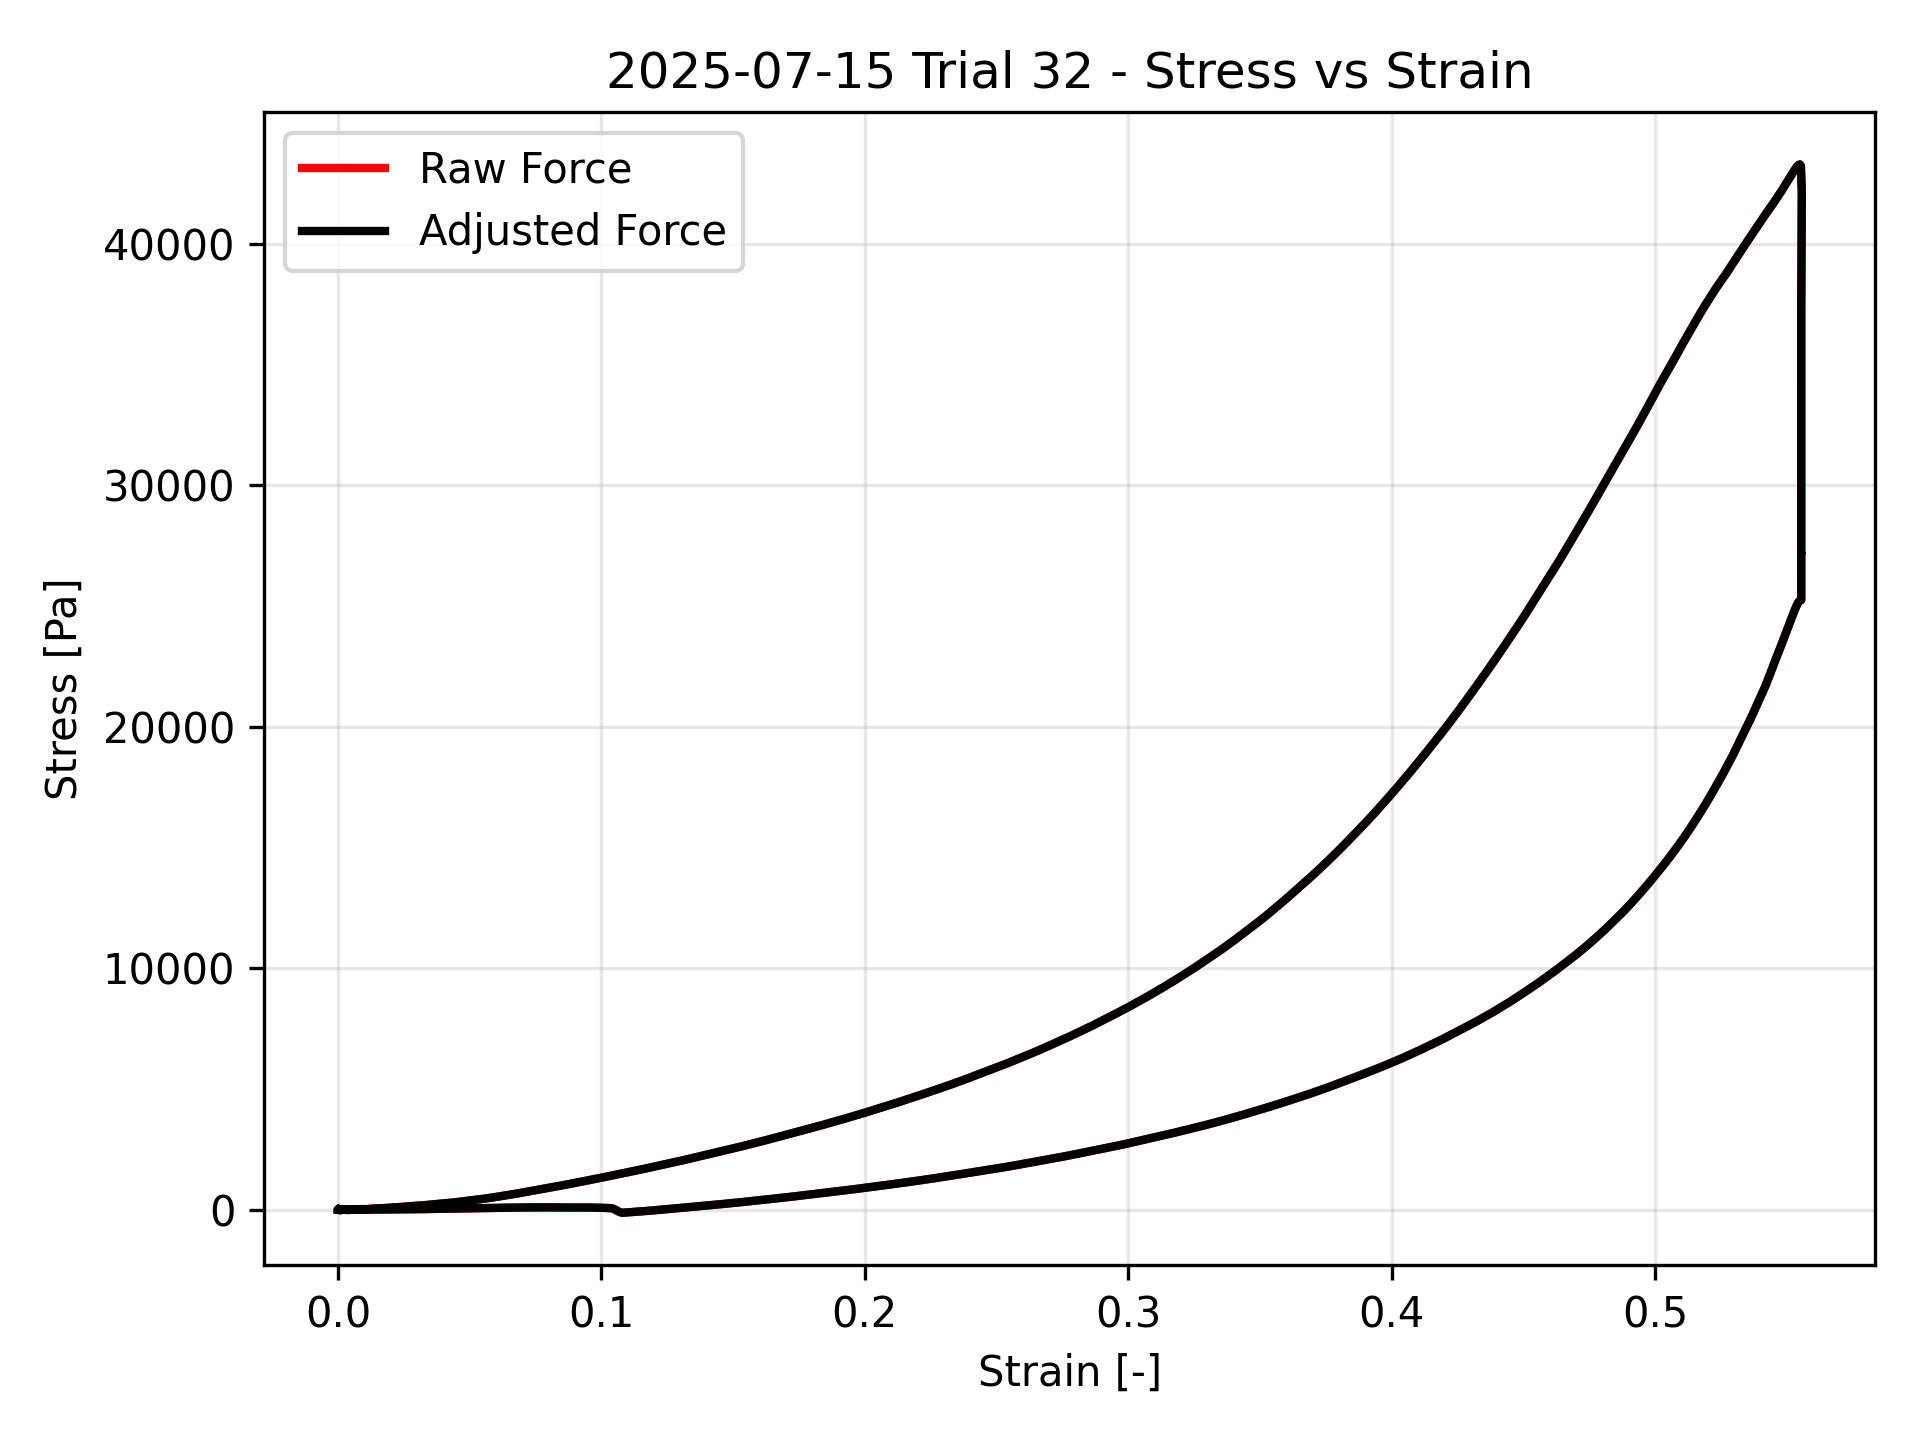 2025-07-15 Trial 32 - Stress vs Strain
Raw Force
Adjusted Force
Stress [Pa]
40000
30000
20000
10000
0
0.0 0.1 0.2 0.3 0.4 0.5
Strain [-]